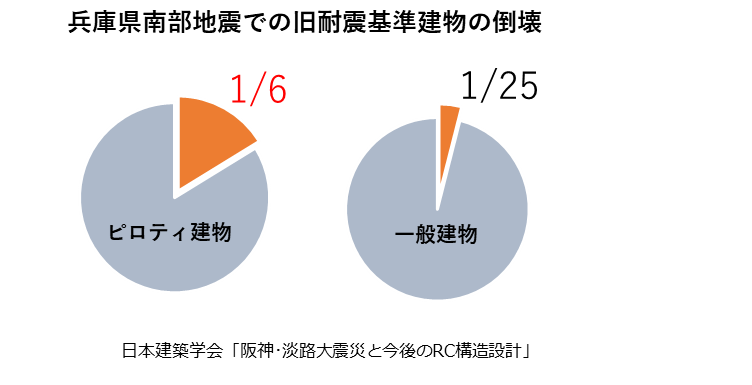 兵庫県南部地震での旧耐震基準建物の倒壊
1/6
1/25
ピロティ建物
一般建物
日本建築学会「阪神･淡路大震災と今後のRC構造設計」